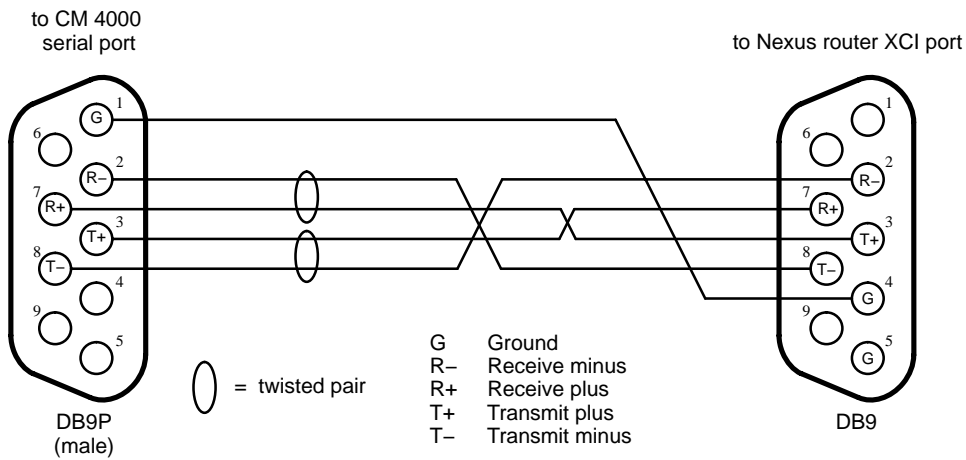 to CM 4000
serial port
to Nexus router XCI port
1
G
6
2
R–
7
R+
3
T+
8
T–
4
9
5
1
6
2
R–
7
R+
3
T+
8
T–
4
G
9
5
G
= twisted pair
G Ground
R– Receive minus
R+ Receive plus
T+ Transmit plus
T– Transmit minus
DB9P
(male)
DB9